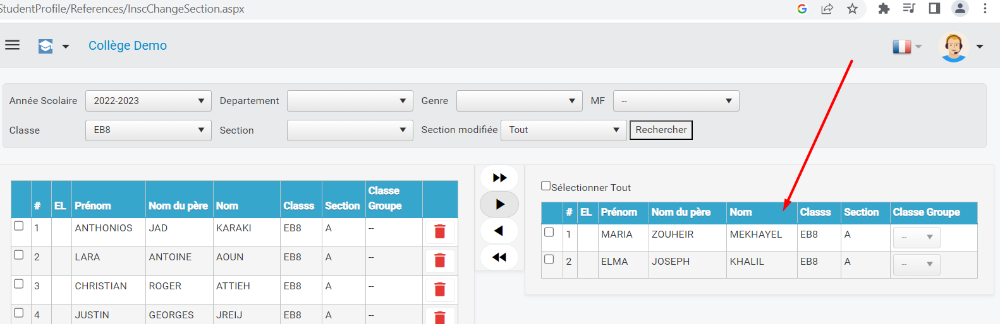 StudentProfile/References/InscChangeSection.aspx
Collège Demo
Année Scolaire 2022-2023 Departement Genre MF --
Classe EB8 Section Section modifiée Tout Rechercher
Sélectionner Tout
# EL Prénom Nom du père Nom Classs Section Classe Groupe
1 ANTHONIOS JAD KARAKI EB8 A --
2 LARA ANTOINE AOUN EB8 A --
3 CHRISTIAN ROGER ATTIEH EB8 A --
4 JUSTIN GEORGES JREIJ EB8 A --
# EL Prénom Nom du père Nom Classs Section Classe Groupe
1 MARIA ZOUHEIR MEKHAYEL EB8 A --
2 ELMA JOSEPH KHALIL EB8 A --